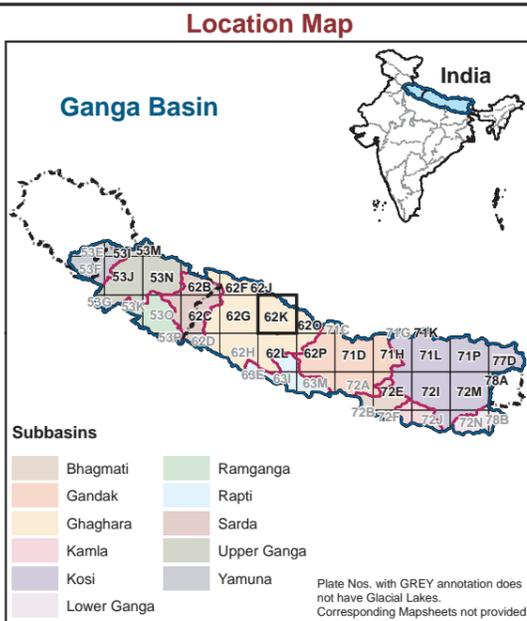 Location Map
India
Ganga Basin
53E 53I 53M
53F 53J 53N 62B 62F 62J
53G 53K 53O 62C 62G 62K 62O 71C 71G 71K
53P 62D 62H 62L 62P 71D 71H 71L 71P 77D
63E 63I 63M 72A 72E 72I 72M 78A
72B 72F 72J 72N 78B
Subbasins
Bhagmati Ramganga
Gandak Rapti
Ghaghara Sarda
Kamla Upper Ganga
Kosi Yamuna
Lower Ganga
Plate Nos. with GREY annotation does
not have Glacial Lakes.
Corresponding Mapsheets not provided